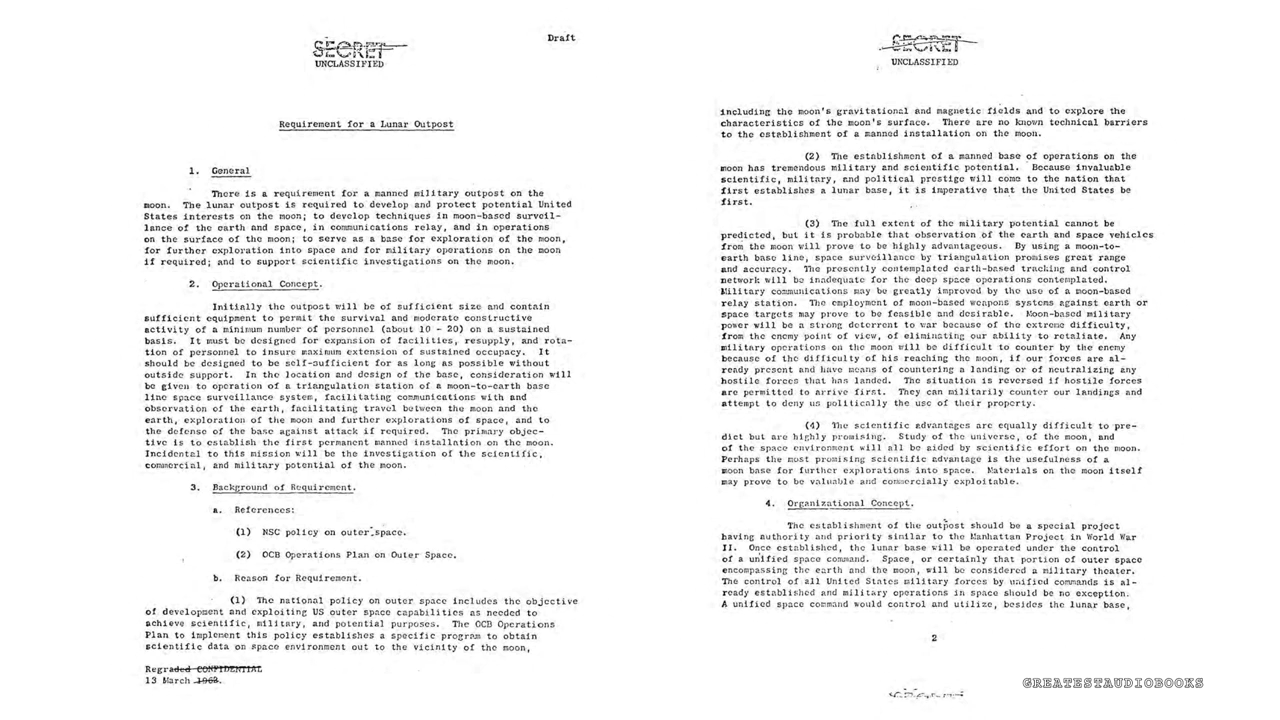 Draft
SECRET
UNCLASSIFIED
Requirement for a Lunar Outpost
1. General
There is a requirement for a manned military outpost on the
moon. The lunar outpost is required to develop and protect potential United
States interests on the moon; to develop techniques in moon-based surveil-
lance of the earth and space, in communications relay, and in operations
on the surface of the moon; to serve as a base for exploration of the moon,
for further exploration into space and for military operations on the moon
if required; and to support scientific investigations on the moon.
2. Operational Concept.
Initially the outpost will be of sufficient size and contain
sufficient equipment to permit the survival and moderate constructive
activity of a minimum number of personnel (about 10 - 20) on a sustained
basis. It must be designed for expansion of facilities, resupply, and rota-
tion of personnel to insure maximum extension of sustained occupacy. It
should be designed to be self-sufficient for as long as possible without
outside support. In the location and design of the base, consideration will
be given to operation of a triangulation station of a moon-to-earth base
line space surveillance system, facilitating communications with and
observation of the earth, facilitating travel between the moon and the
earth, exploration of the moon and further explorations of space, and to
the defense of the base against attack if required. The primary objec-
tive is to establish the first permanent manned installation on the moon.
Incidental to this mission will be the investigation of the scientific,
commercial, and military potential of the moon.
3. Background of Requirement.
a. References:
(1) NSC policy on outer space.
(2) OCB Operations Plan on Outer Space.
b. Reason for Requirement.
(1) The national policy on outer space includes the objective
of development and exploiting US outer space capabilities as needed to
achieve scientific, military, and potential purposes. The OCB Operations
Plan to implement this policy establishes a specific program to obtain
scientific data on space environment out to the vicinity of the moon,
Regraded CONFIDENTIAL
13 March 1963.
SECRET
UNCLASSIFIED
including the moon's gravitational and magnetic fields and to explore the
characteristics of the moon's surface. There are no known technical barriers
to the establishment of a manned installation on the moon.
(2) The establishment of a manned base of operations on the
moon has tremendous military and scientific potential. Because invaluable
scientific, military, and political prestige will come to the nation that
first establishes a lunar base, it is imperative that the United States be
first.
(3) The full extent of the military potential cannot be
predicted, but it is probable that observation of the earth and space vehicles
from the moon will prove to be highly advantageous. By using a moon-to-
earth base line, space surveillance by triangulation promises great range
and accuracy. The presently contemplated earth-based tracking and control
network will be inadequate for the deep space operations contemplated.
Military communications may be greatly improved by the use of a moon-based
relay station. The employment of moon-based weapons systems against earth or
space targets may prove to be feasible and desirable. Moon-based military
power will be a strong deterrent to war because of the extreme difficulty,
from the enemy point of view, of eliminating our ability to retaliate. Any
military operations on the moon will be difficult to counter by the enemy
because of the difficulty of his reaching the moon, if our forces are al-
ready present and have means of countering a landing or of neutralizing any
hostile forces that has landed. The situation is reversed if hostile forces
are permitted to arrive first. They can militarily counter our landings and
attempt to deny us politically the use of their property.
(4) The scientific advantages are equally difficult to pre-
dict but are highly promising. Study of the universe, of the moon, and
of the space environment will all be aided by scientific effort on the moon.
Perhaps the most promising scientific advantage is the usefulness of a
moon base for further explorations into space. Materials on the moon itself
may prove to be valuable and commercially exploitable.
4. Organizational Concept.
The establishment of the outpost should be a special project
having authority and priority similar to the Manhattan Project in World War
II. Once established, the lunar base will be operated under the control
of a unified space command. Space, or certainly that portion of outer space
encompassing the earth and the moon, will be considered a military theater.
The control of all United States military forces by unified commands is al-
ready established and military operations in space should be no exception.
A unified space command would control and utilize, besides the lunar base,
2
GREATESTAUDIOBOOKS